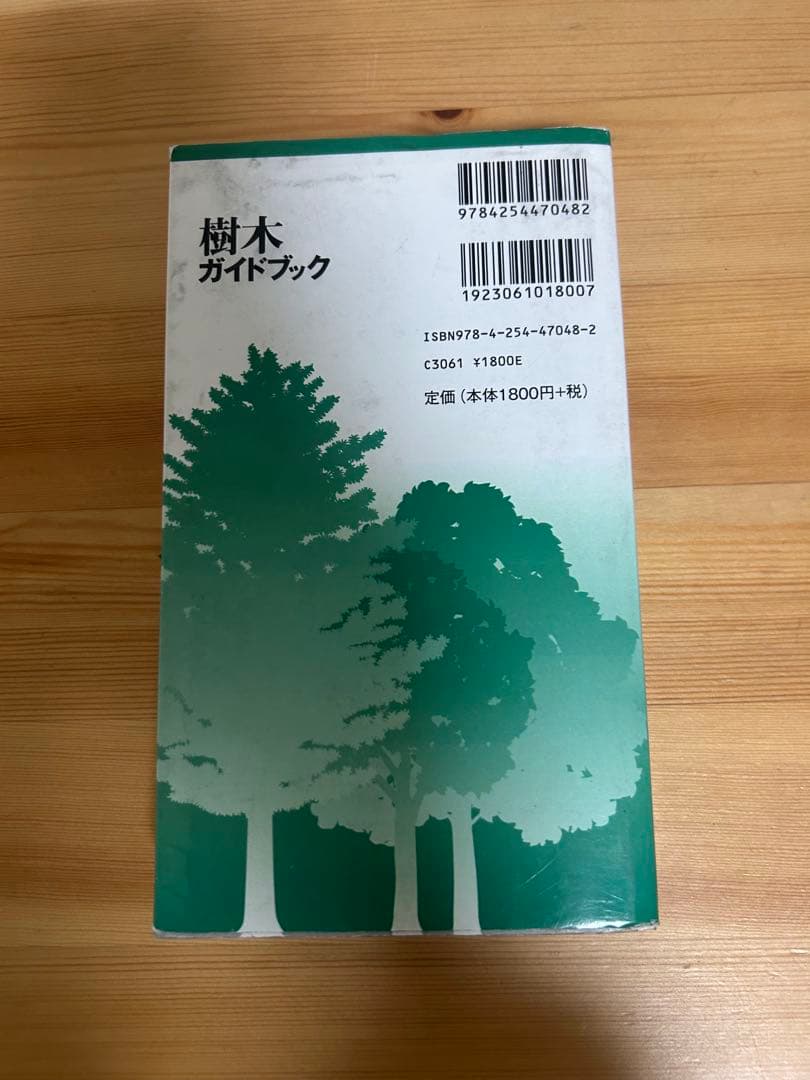 樹木
ガイドブック
9784254470482
1923061018007
ISBN978-4-254-47048-2
C3061 ¥1800E
定価(本体1800円+税)